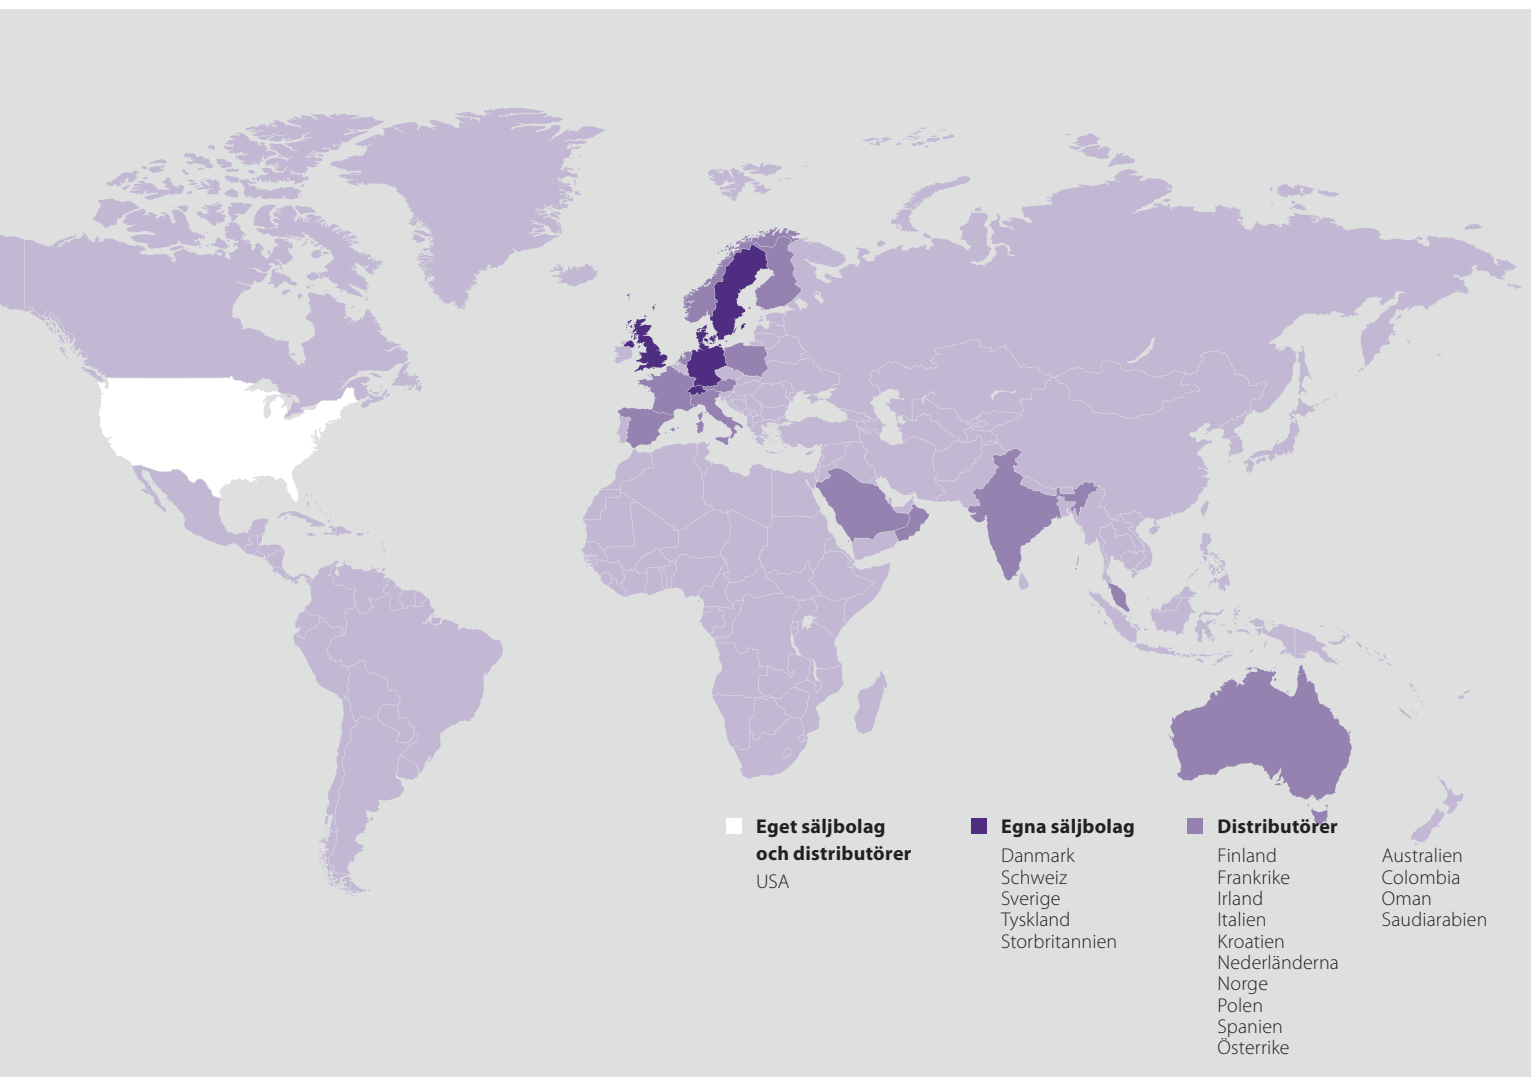 Eget säljbolag
och distributörer
USA
Egna säljbolag
Danmark
Schweiz
Sverige
Tyskland
Storbritannien
Distributörer
Finland
Frankrike
Irland
Italien
Kroatien
Nederländerna
Norge
Polen
Spanien
Österrike
Australien
Colombia
Oman
Saudiarabien